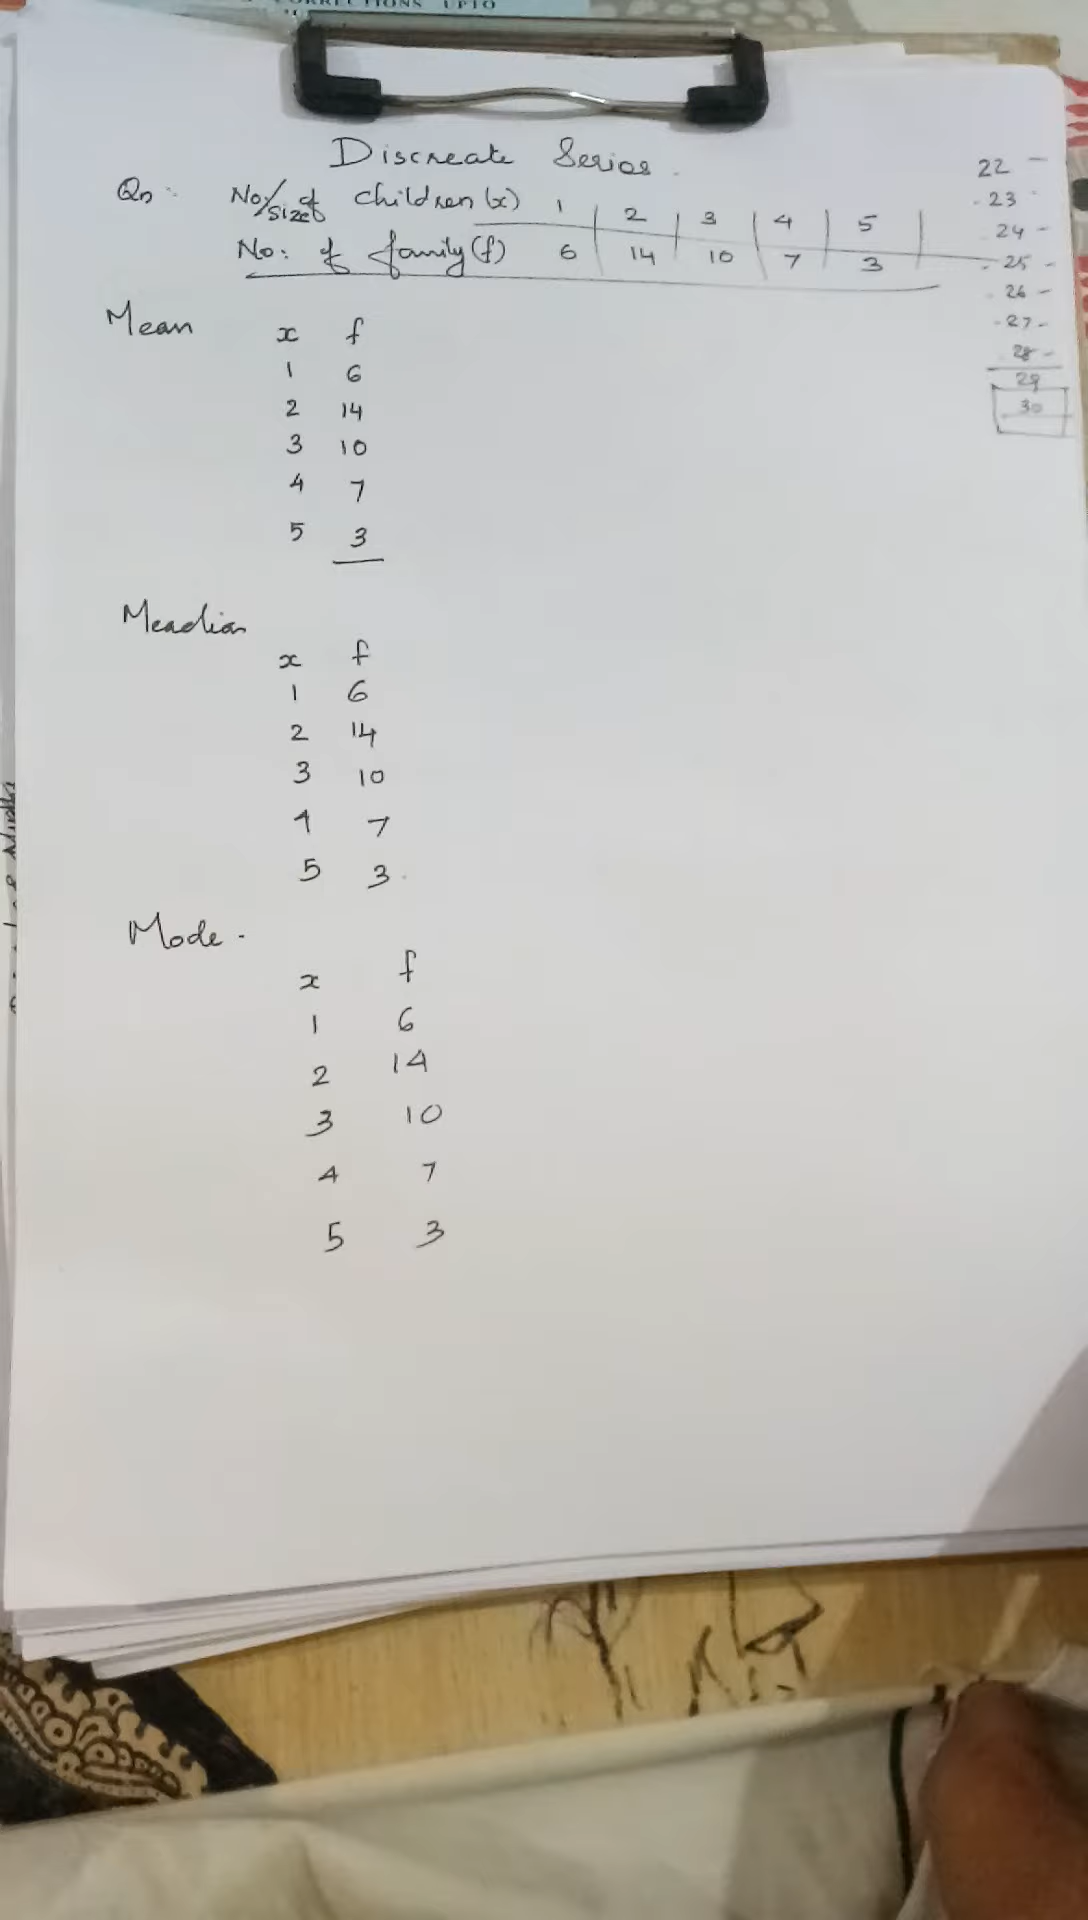 CORRECTIONS UPTO
Discreate Series.
Qn: No/size of children (x) 1 2 3 4 5
No: of family (f) 6 14 10 7 3
22 -
23
24 -
25 -
26 -
27 -
28 -
29
30
Mean
x f
1 6
2 14
3 10
4 7
5 3
Meadian
x f
1 6
2 14
3 10
4 7
5 3
Mode -
x f
1 6
2 14
3 10
4 7
5 3